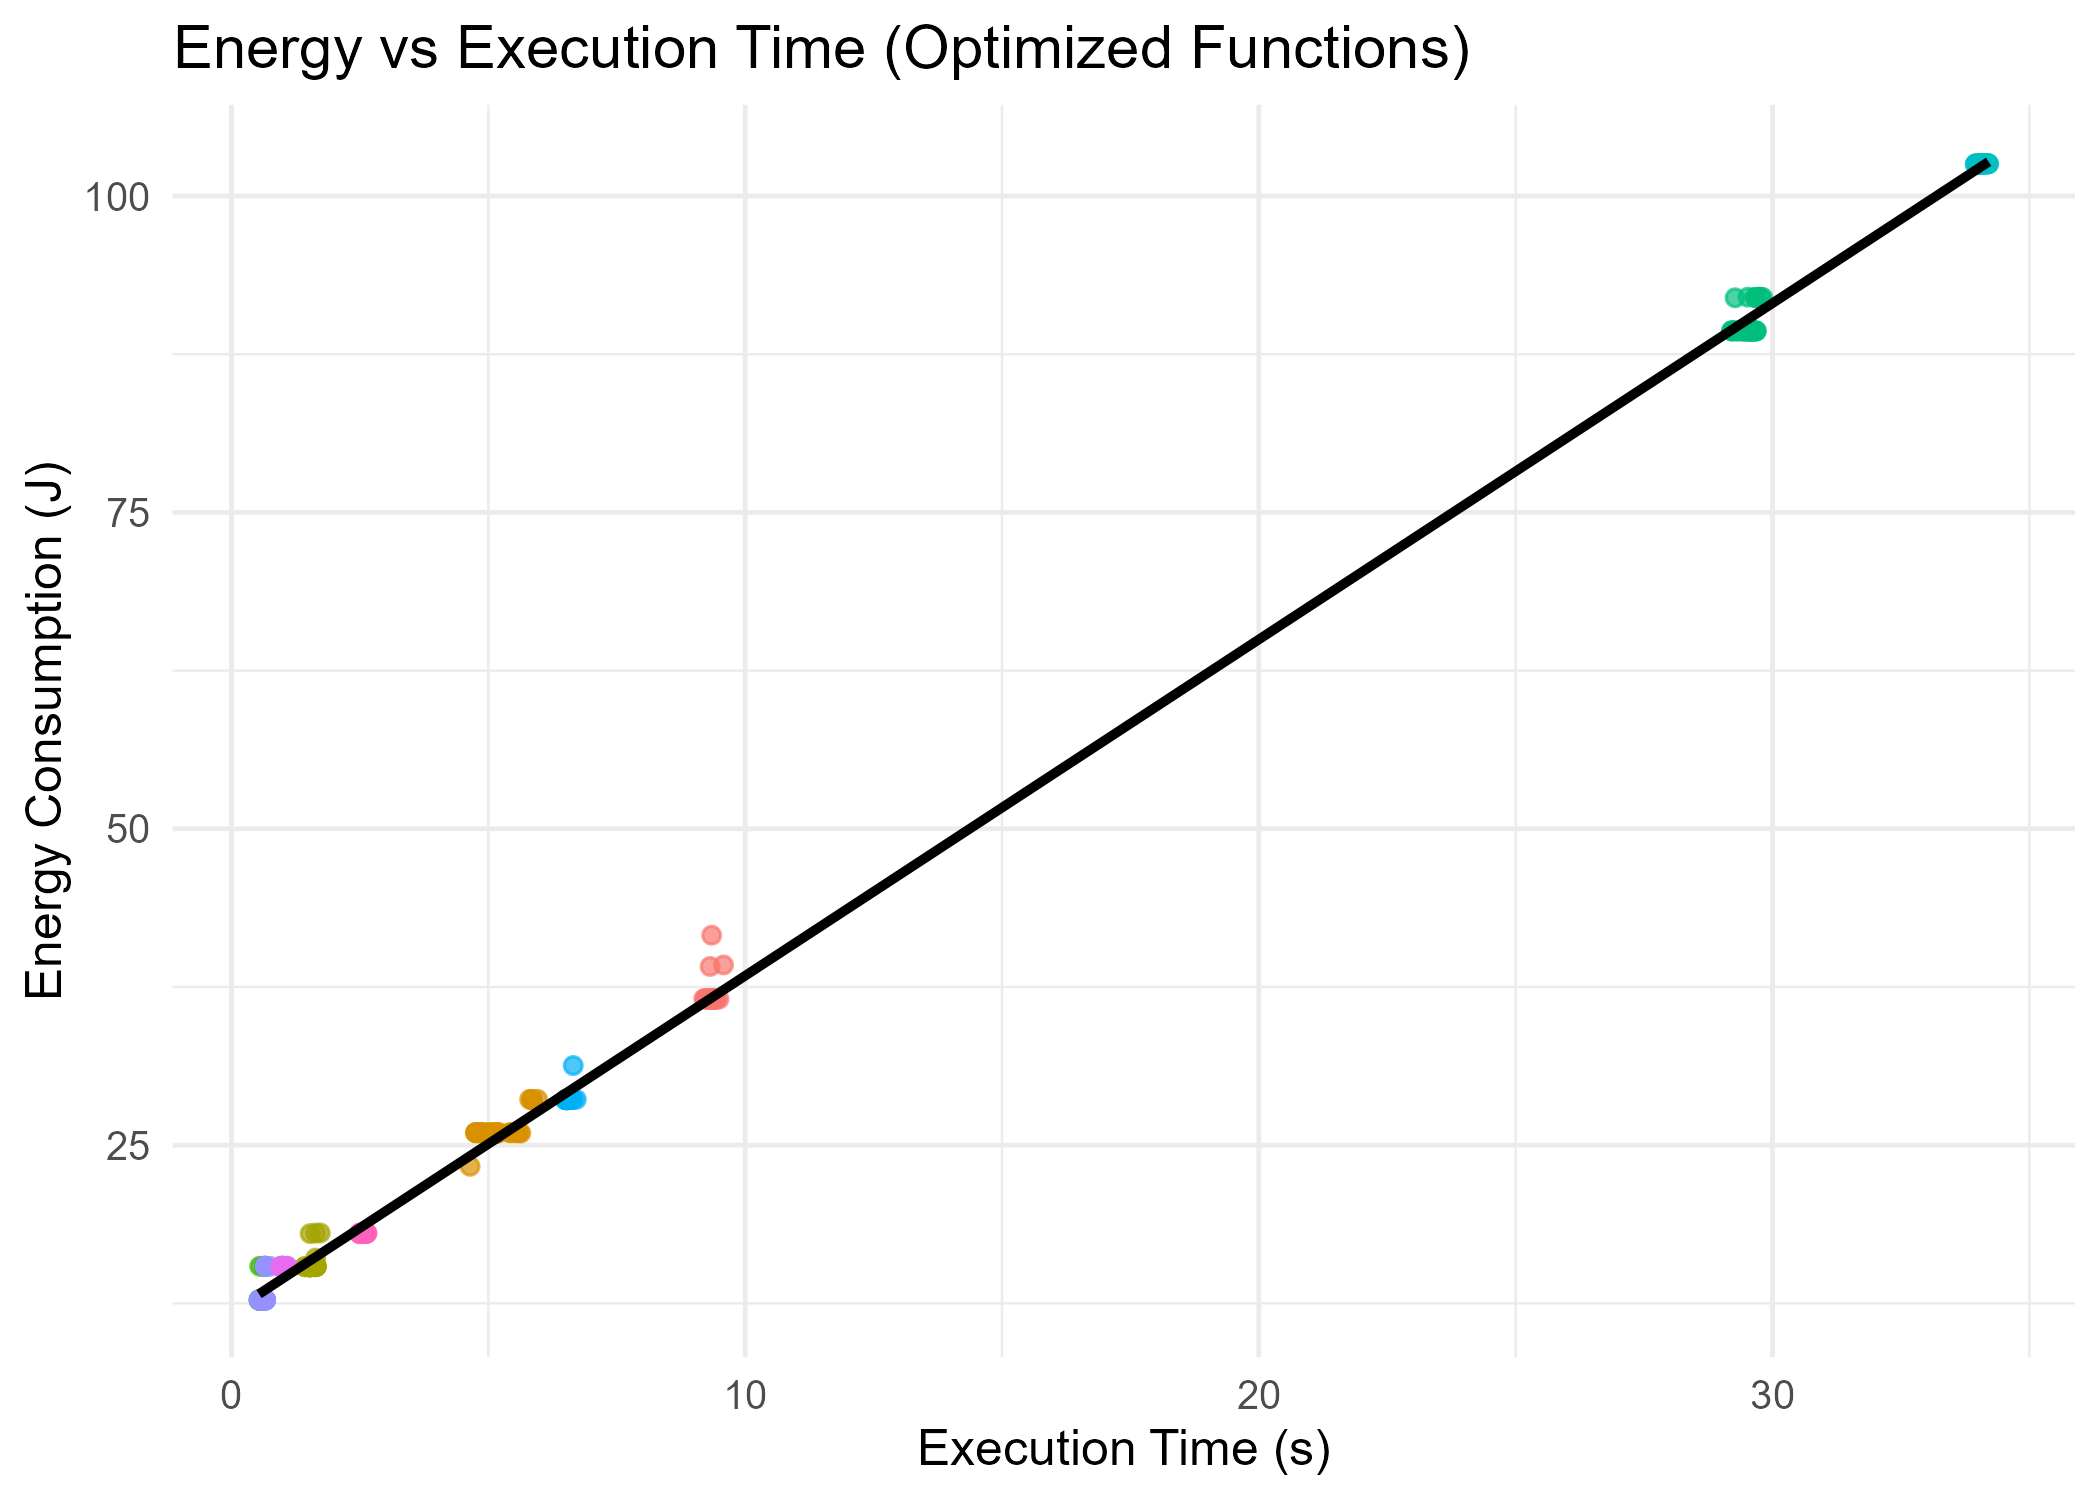 Energy vs Execution Time (Optimized Functions)
Energy Consumption (J)
100
75
50
25
0
10
20
30
Execution Time (s)